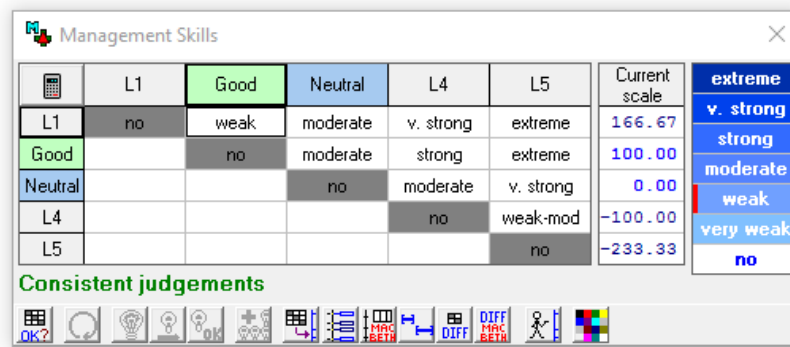 Management Skills
L1 Good Neutral L4 L5 Current scale extreme
L1 no weak moderate v. strong extreme 166.67 v. strong
Good no moderate strong extreme 100.00 strong
Neutral no moderate v. strong 0.00 moderate
L4 no weak-mod -100.00 weak
L5 no -233.33 very weak
no
Consistent judgements
OK? OK MAC BETH DIFF DIFF MAC BETH